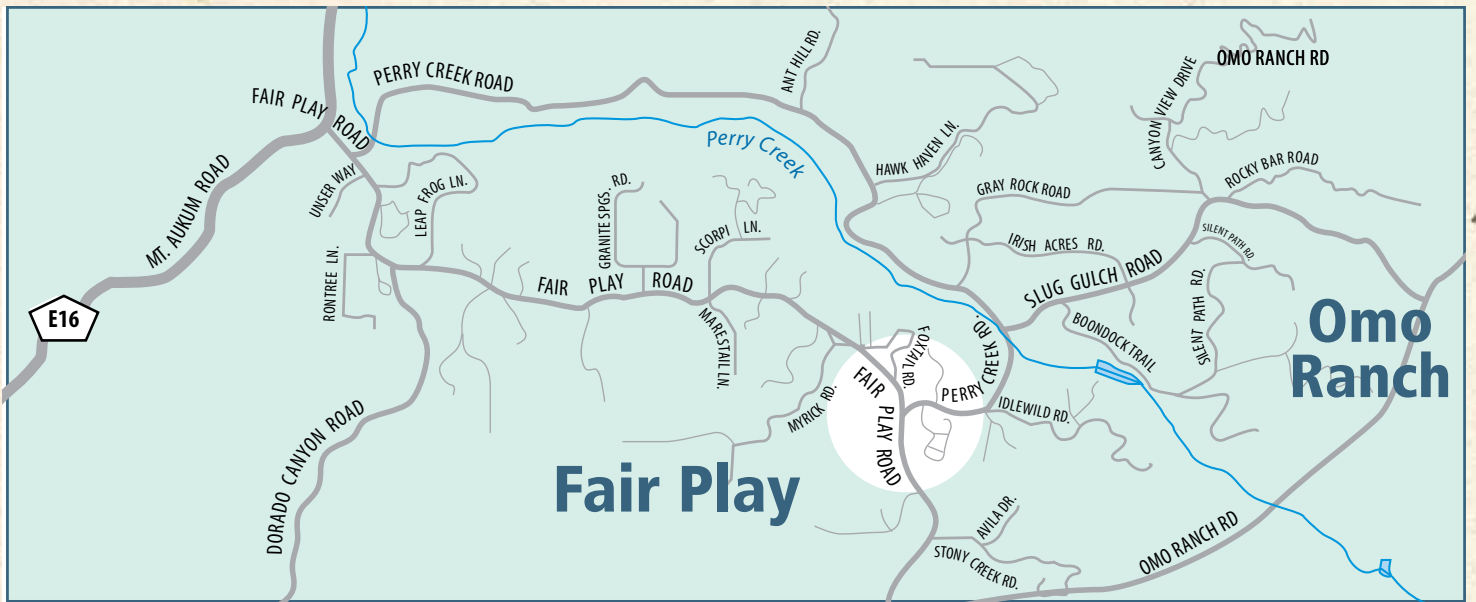 ANT HILL RD.
OMO RANCH RD
PERRY CREEK ROAD
CANYON VIEW DRIVE
FAIR PLAY ROAD
Perry Creek
HAWK HAVEN LN.
ROCKY BAR ROAD
MT. AUKUM ROAD
UNSER WAY
LEAP FROG LN.
GRANITE SPGS. RD.
GRAY ROCK ROAD
SCORPI LN.
IRISH ACRES RD.
SILENT PATH RD.
RONTREE LN.
FAIR PLAY ROAD
SLUG GULCH ROAD
SILENT PATH RD.
E16
MARESTAIL LN.
FOXTAIL RD.
PERRY CREEK RD.
BOONDOCK TRAIL
Omo
Ranch
MYRICK RD.
FAIR PLAY ROAD
IDLEWILD RD.
DORADO CANYON ROAD
Fair Play
AVILA DR.
STONY CREEK RD.
OMO RANCH RD